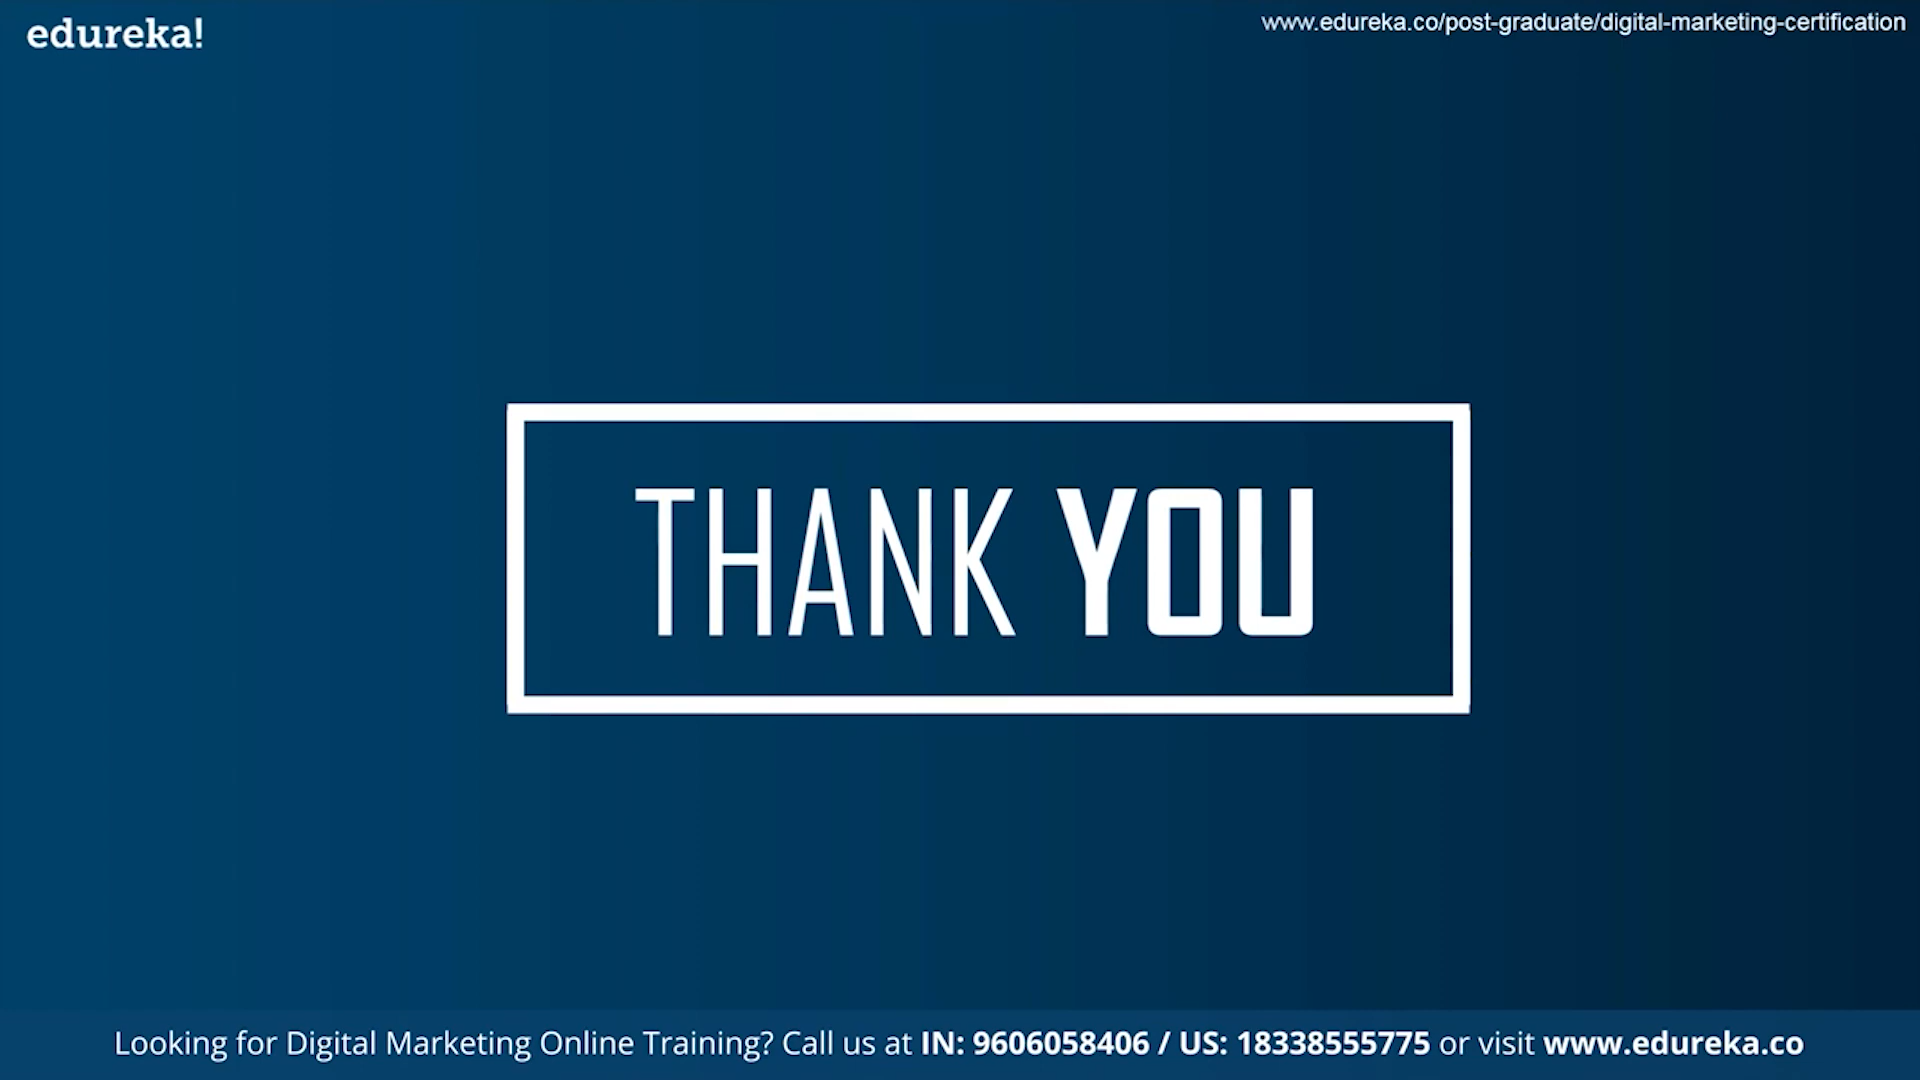 edureka!
www.edureka.co/post-graduate/digital-marketing-certification
THANK YOU
Looking for Digital Marketing Online Training? Call us at IN: 9606058406 / US: 18338555775 or visit www.edureka.co